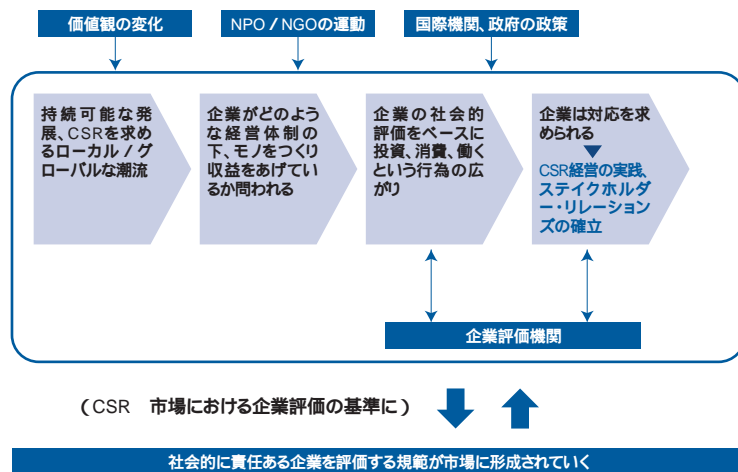 価値観の変化
NPO／NGOの運動
国際機関、政府の政策
持続可能な発
展、CSRを求め
るローカル／グ
ローバルな潮流
企業がどのよう
な経営体制の
下、モノをつくり
収益をあげてい
るか問われる
企業の社会的
評価をベースに
投資、消費、働く
という行為の広
がり
企業は対応を求
められる
CSR経営の実践、
ステイクホルダ
ー・リレーション
ズの確立
企業評価機関
（CSR　市場における企業評価の基準に）
社会的に責任ある企業を評価する規範が市場に形成されていく